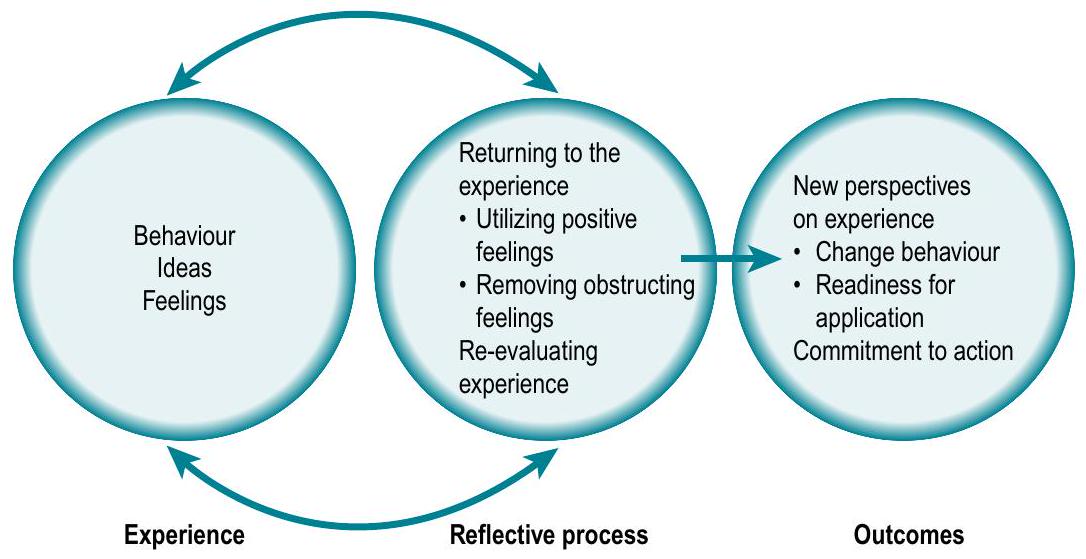 Behaviour
Ideas
Feelings
Returning to the
experience
• Utilizing positive
feelings
• Removing obstructing
feelings
Re-evaluating
experience
New perspectives
on experience
• Change behaviour
• Readiness for
application
Commitment to action
Experience
Reflective process
Outcomes